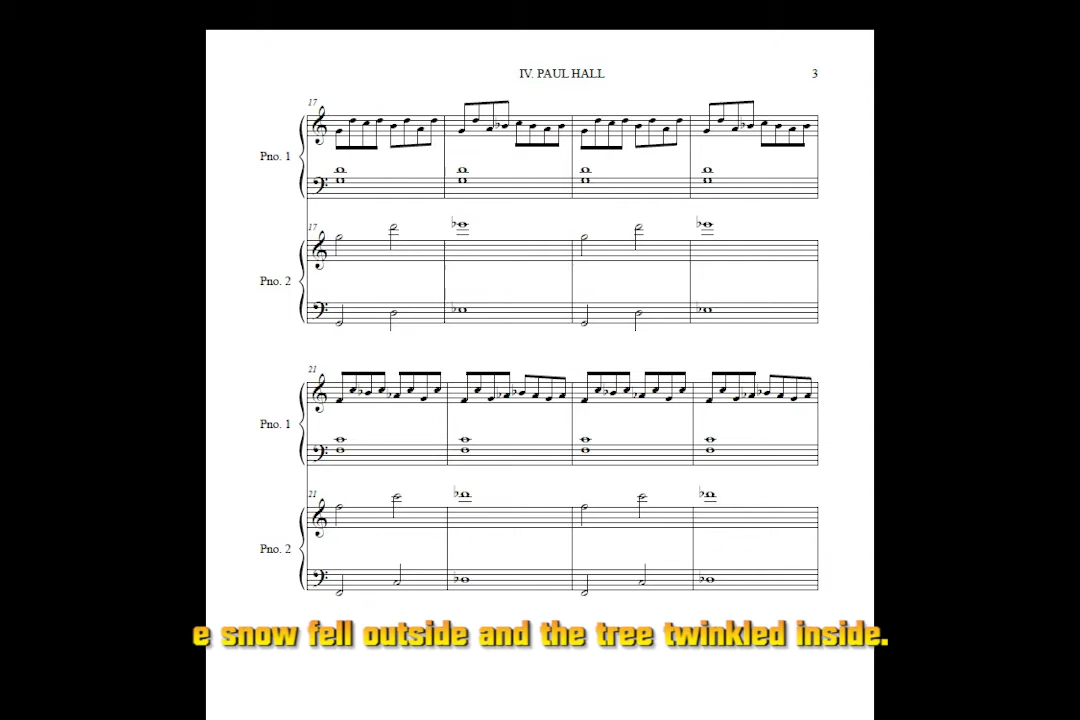 IV. PAUL HALL 3
17
Pno. 1
17
Pno. 2
21
Pno. 1
21
Pno. 2
e snow fell outside and the tree twinkled inside.